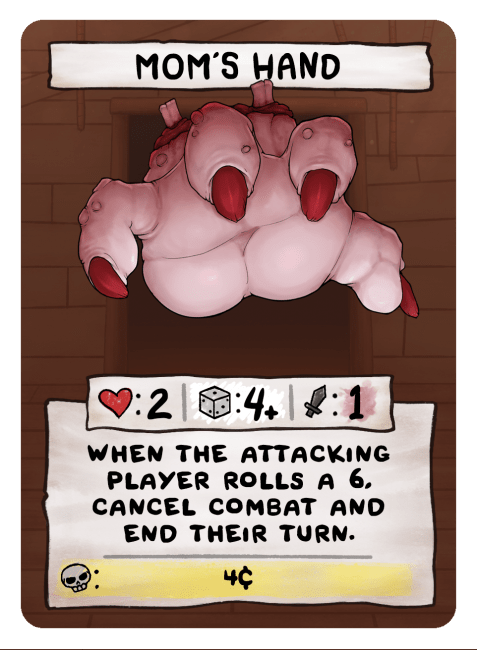 MOM'S HAND
:2 :4+ :1
WHEN THE ATTACKING
PLAYER ROLLS A 6,
CANCEL COMBAT AND
END THEIR TURN.
: 4¢